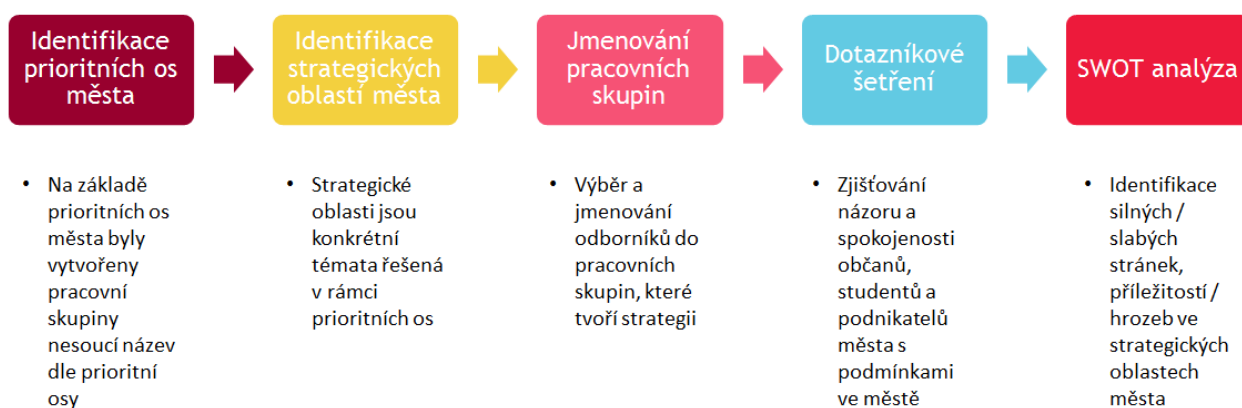 Identifikace
prioritních os
města
Identifikace
strategických
oblastí města
Jmenování
pracovních
skupin
Dotazníkové
šetření
SWOT analýza
• Na základě
prioritních os
města byly
vytvořeny
pracovní
skupiny
nesoucí název
dle prioritní
osy
• Strategické
oblasti jsou
konkrétní
témata řešená
v rámci
prioritních os
• Výběr a
jmenování
odborníků do
pracovních
skupin, které
tvoří strategii
• Zjišťování
názoru a
spokojenosti
občanů,
studentů a
podnikatelů
města s
podmínkami
ve městě
• Identifikace
silných /
slabých
stránek,
příležitostí /
hrozeb ve
strategických
oblastech
města